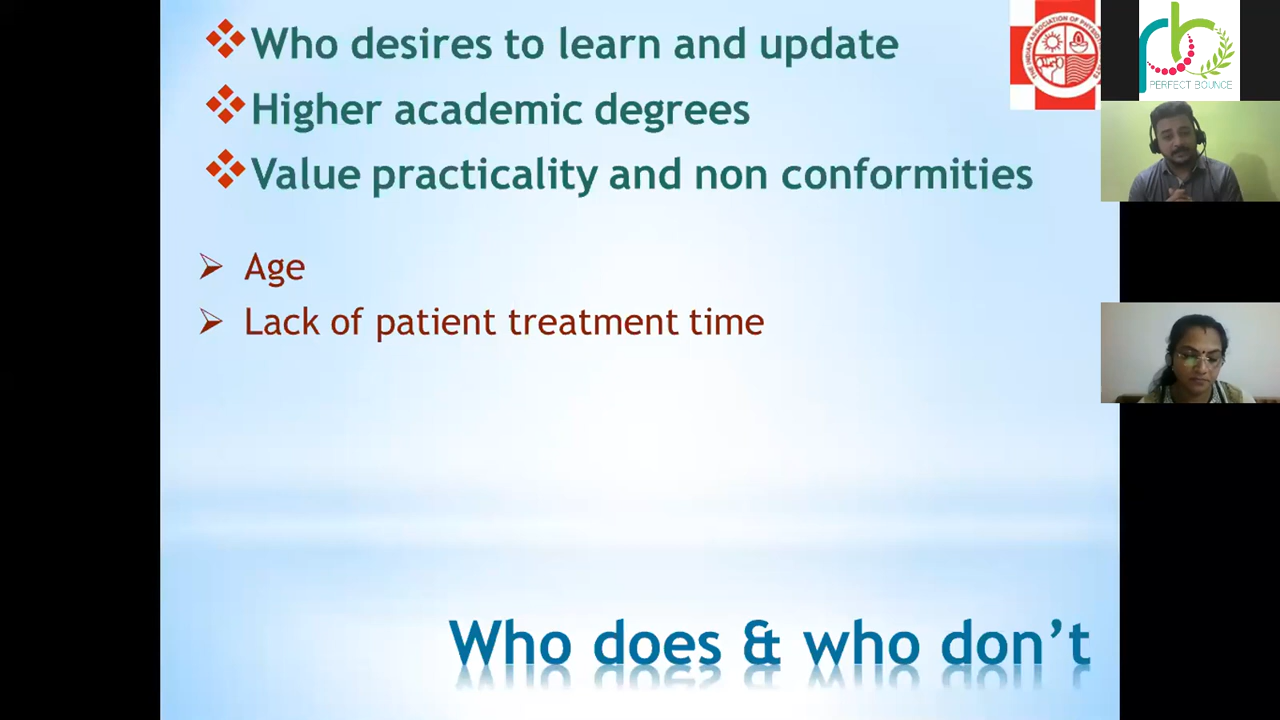 Who desires to learn and update
Higher academic degrees
Value practicality and non conformities
Age
Lack of patient treatment time
Who does & who don't
PERFECT BOUNCE